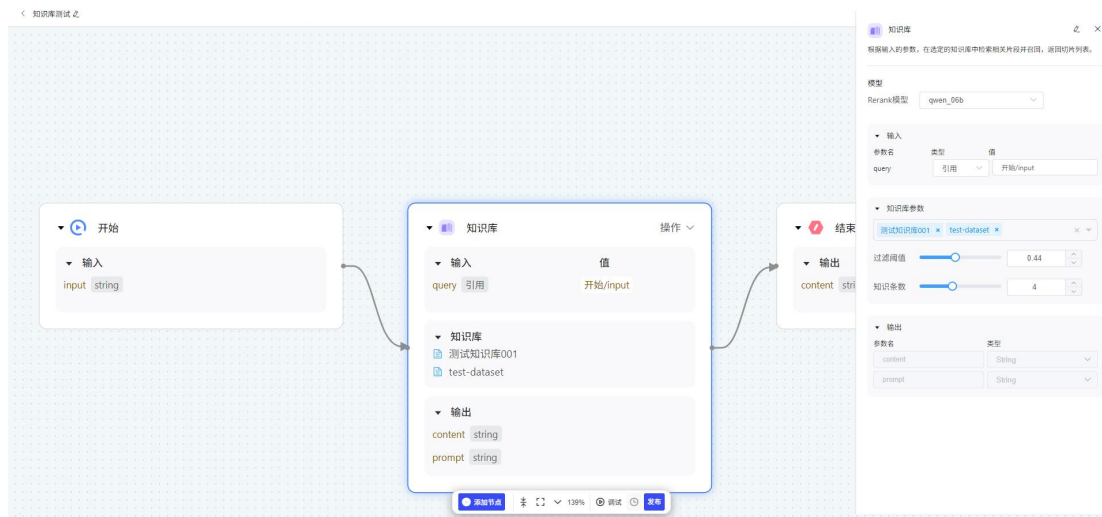 知识库测试
开始
输入
input string
知识库 操作
输入 值
query 引用 开始/input
知识库
测试知识库001
test-dataset
输出
content string
prompt string
结束
输出
content stri
添加节点 139% 调试 发布
知识库
根据输入的参数，在选定的知识库中检索相关片段并召回，返回切片列表。
模型
Rerank模型 qwen_06b
输入
参数名 类型 值
query 引用 开始/input
知识库参数
测试知识库001 × test-dataset ×
过滤阈值 0.44
知识条数 4
输出
参数名 类型
content String
prompt String